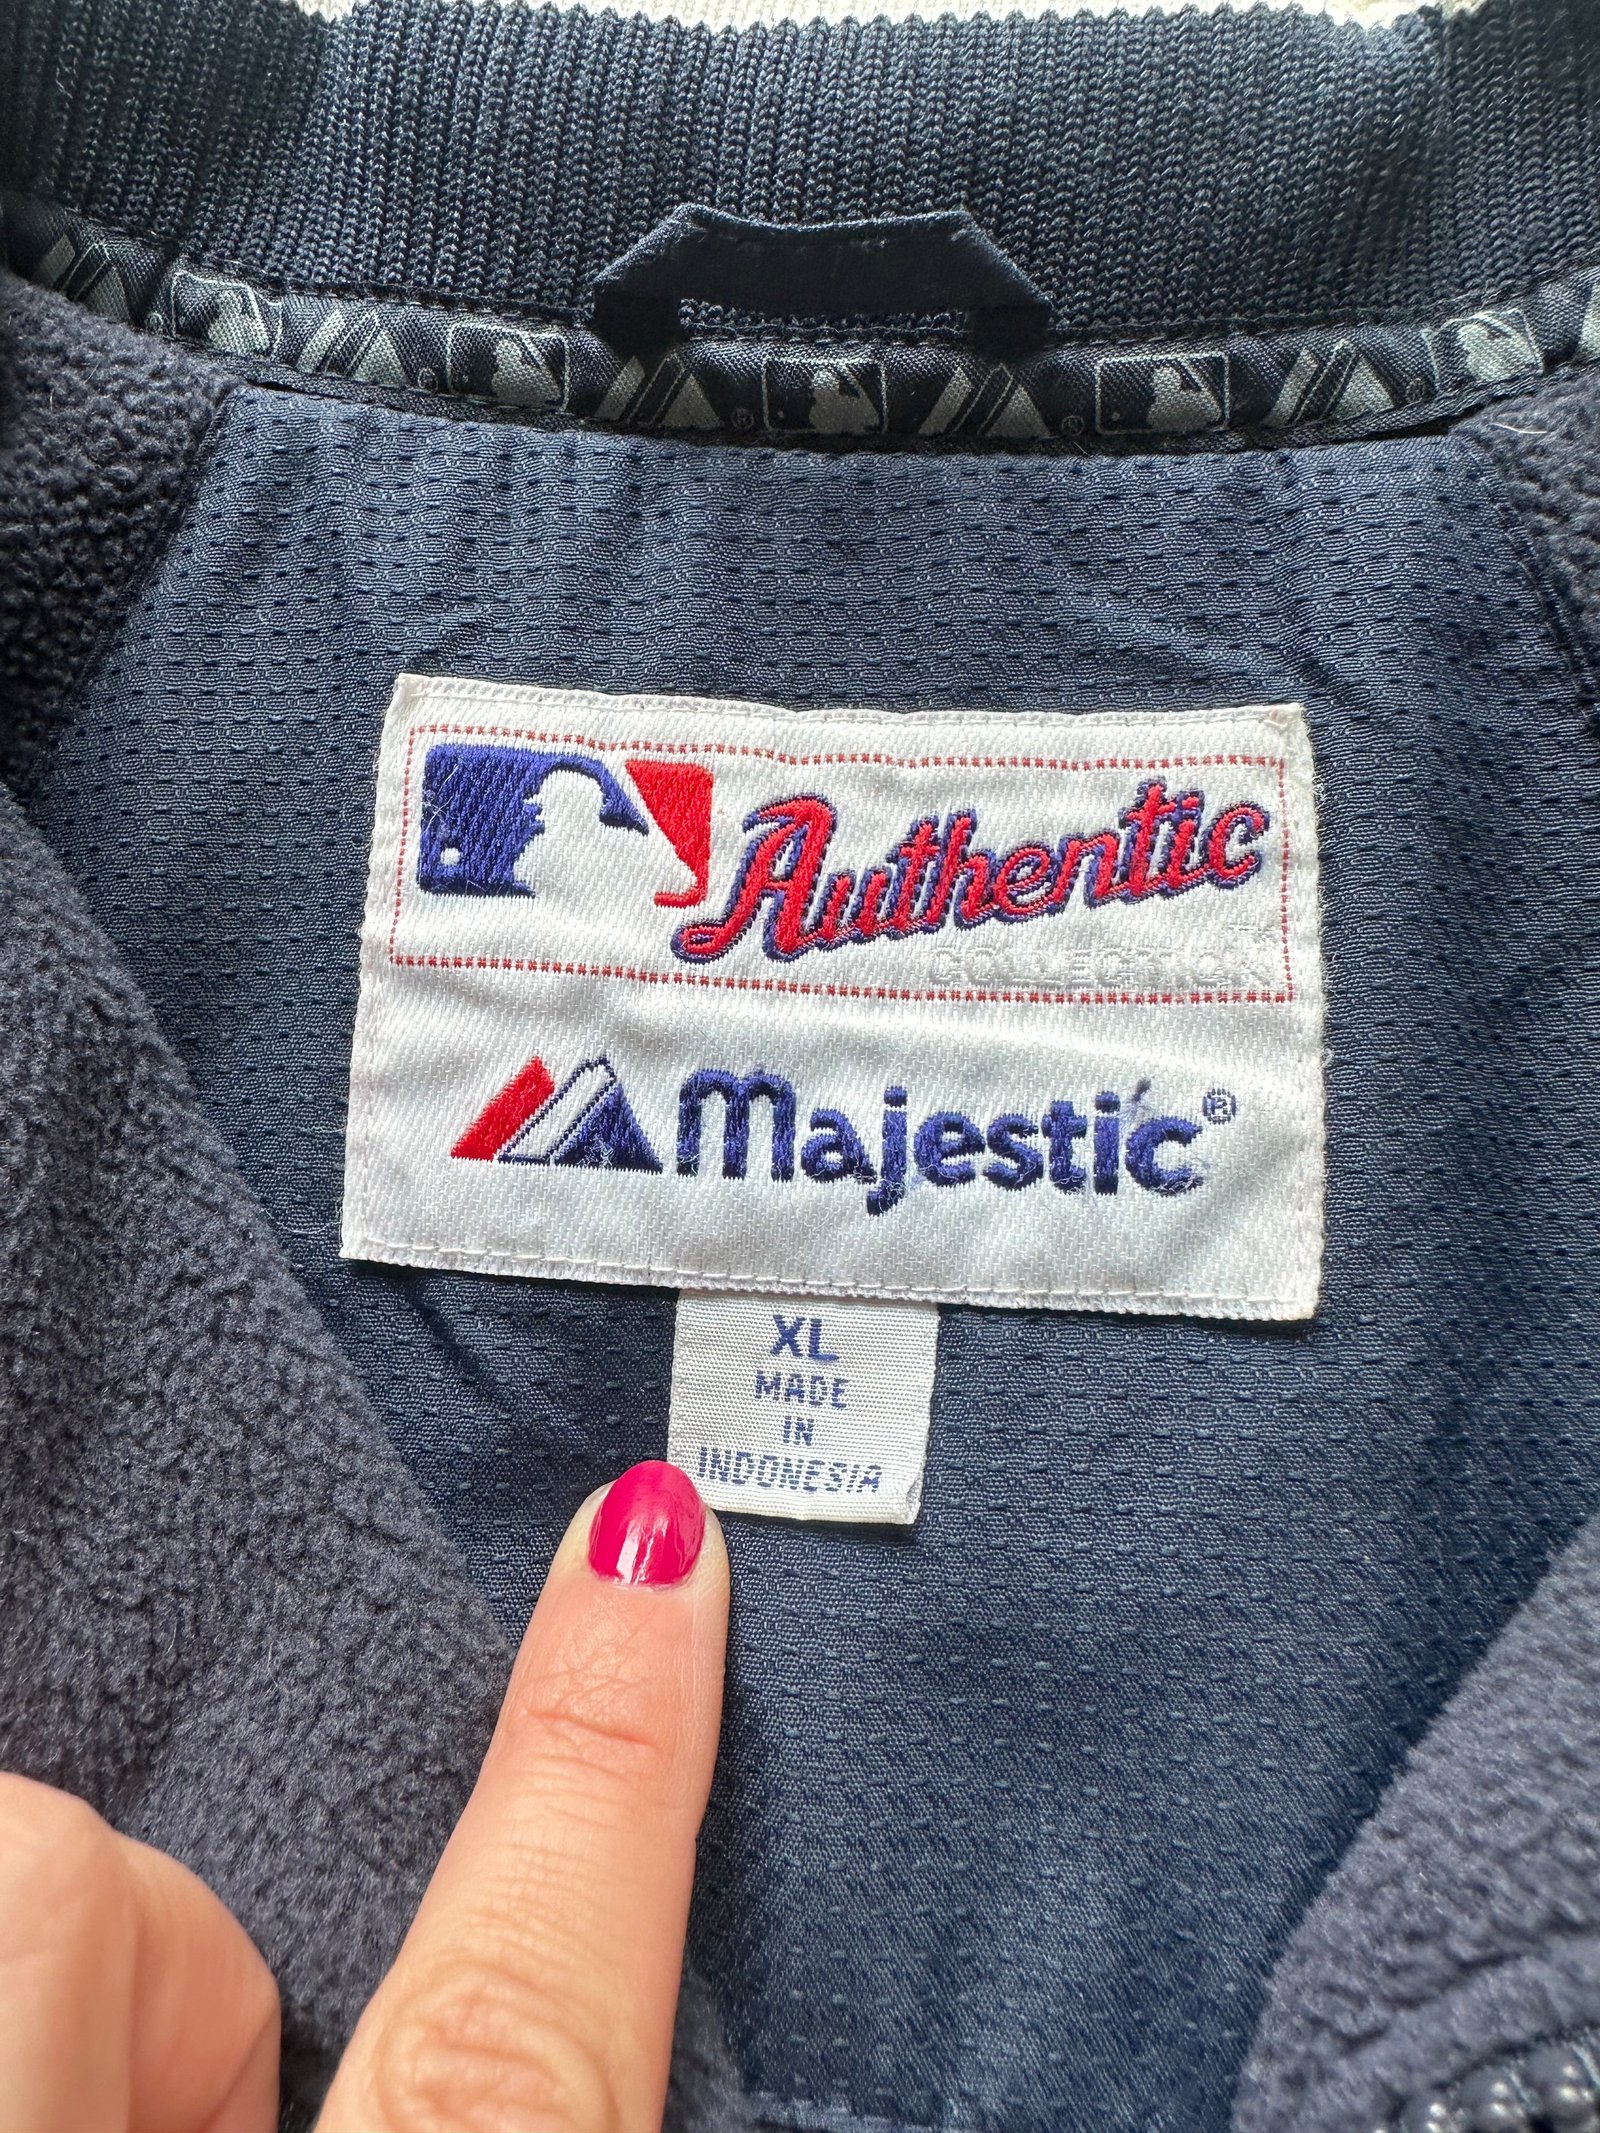 Authentic
COLLECTION
Majestic®
XL
MADE
IN
INDONESIA